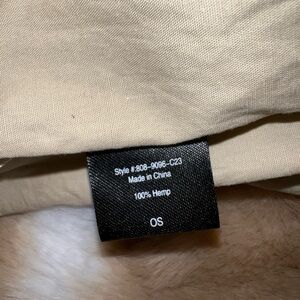 Style #:808-9096-C23
Made in China
100% Hemp
OS